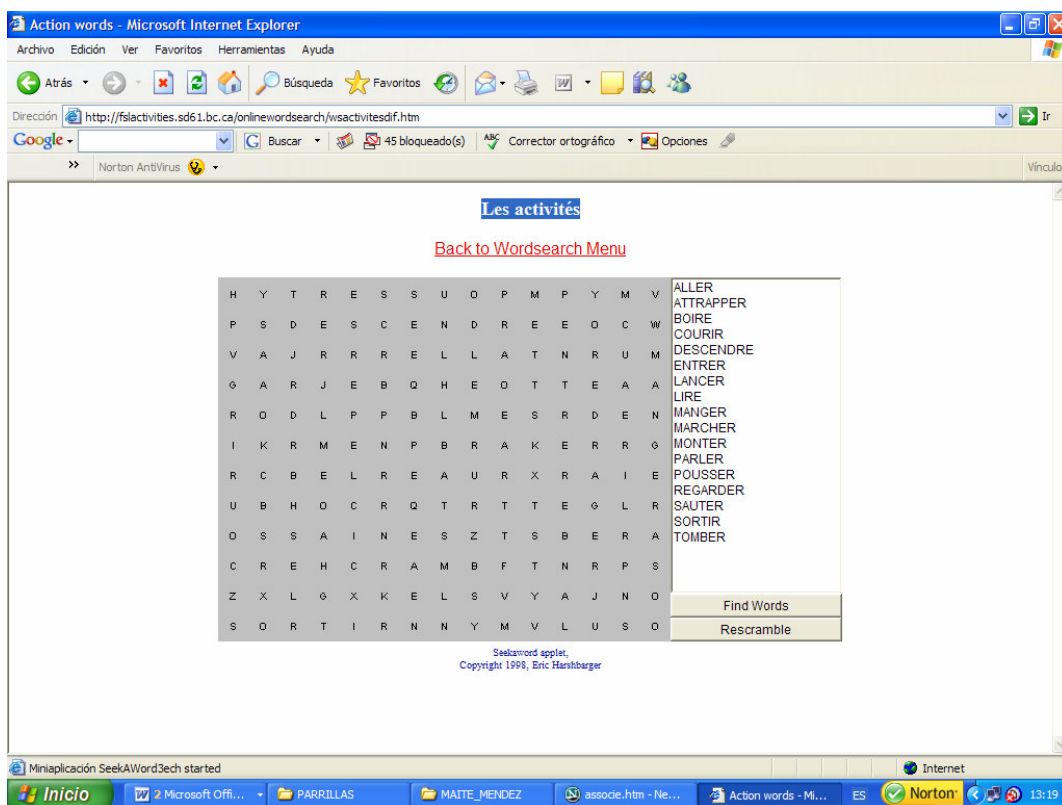 Action words - Microsoft Internet Explorer
Archivo Edición Ver Favoritos Herramientas Ayuda
Atrás Búsqueda Favoritos
Dirección http://fslactivities.sd61.bc.ca/onlinewordsearch/wsactivitesdif.htm Ir
Google Buscar 45 bloqueado(s) ABC Corrector ortográfico Opciones
» Norton AntiVirus Vínculo
Les activités
Back to Wordsearch Menu
H Y T R E S S U O P M P Y M V
P S D E S C E N D R E E O C W
V A J R R R E L L A T N R U M
G A R J E B Q H E O T T E A A
R O D L P P B L M E S R D E N
I K R M E N P B R A K E R R G
R C B E L R E A U R X R A I E
U B H O C R Q T R T T E G L R
O S S A I N E S Z T S B E R A
C R E H C R A M B F T N R P S
Z X L G X K E L S V Y A J N O
S O R T I R N N Y M V L U S O
ALLER
ATTRAPPER
BOIRE
COURIR
DESCENDRE
ENTRER
LANCER
LIRE
MANGER
MARCHER
MONTER
PARLER
POUSSER
REGARDER
SAUTER
SORTIR
TOMBER
Find Words
Rescramble
Seekaword applet,
Copyright 1998, Eric Harshbarger
Miniaplicación SeekAWord3ech started Internet
Inicio 2 Microsoft Offi... PARRILLAS MAITE_MENDEZ associe.htm - Ne... Action words - Mi... ES Norton 13:19